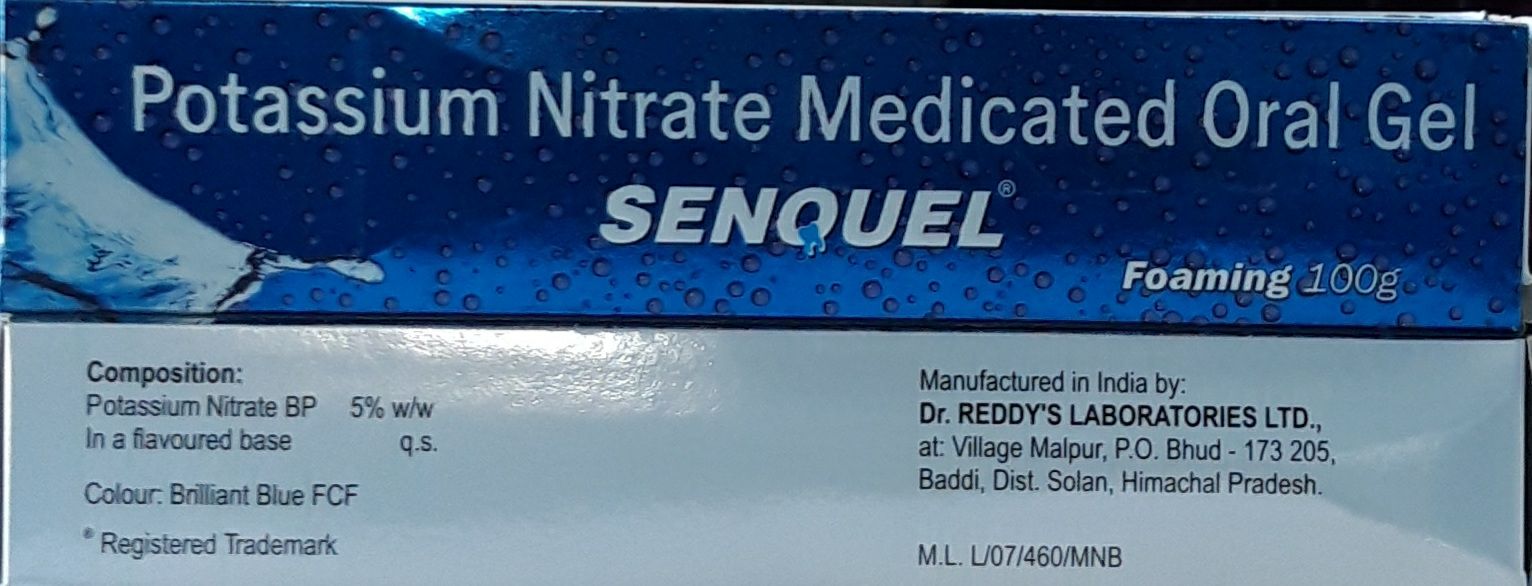 Potassium Nitrate Medicated Oral Gel
SENQUEL®
Foaming 100g
Composition:
Potassium Nitrate BP 5% w/w
In a flavoured base q.s.
Colour: Brilliant Blue FCF
® Registered Trademark
Manufactured in India by:
Dr. REDDY'S LABORATORIES LTD.,
at: Village Malpur, P.O. Bhud - 173 205,
Baddi, Dist. Solan, Himachal Pradesh.
M.L. L/07/460/MNB